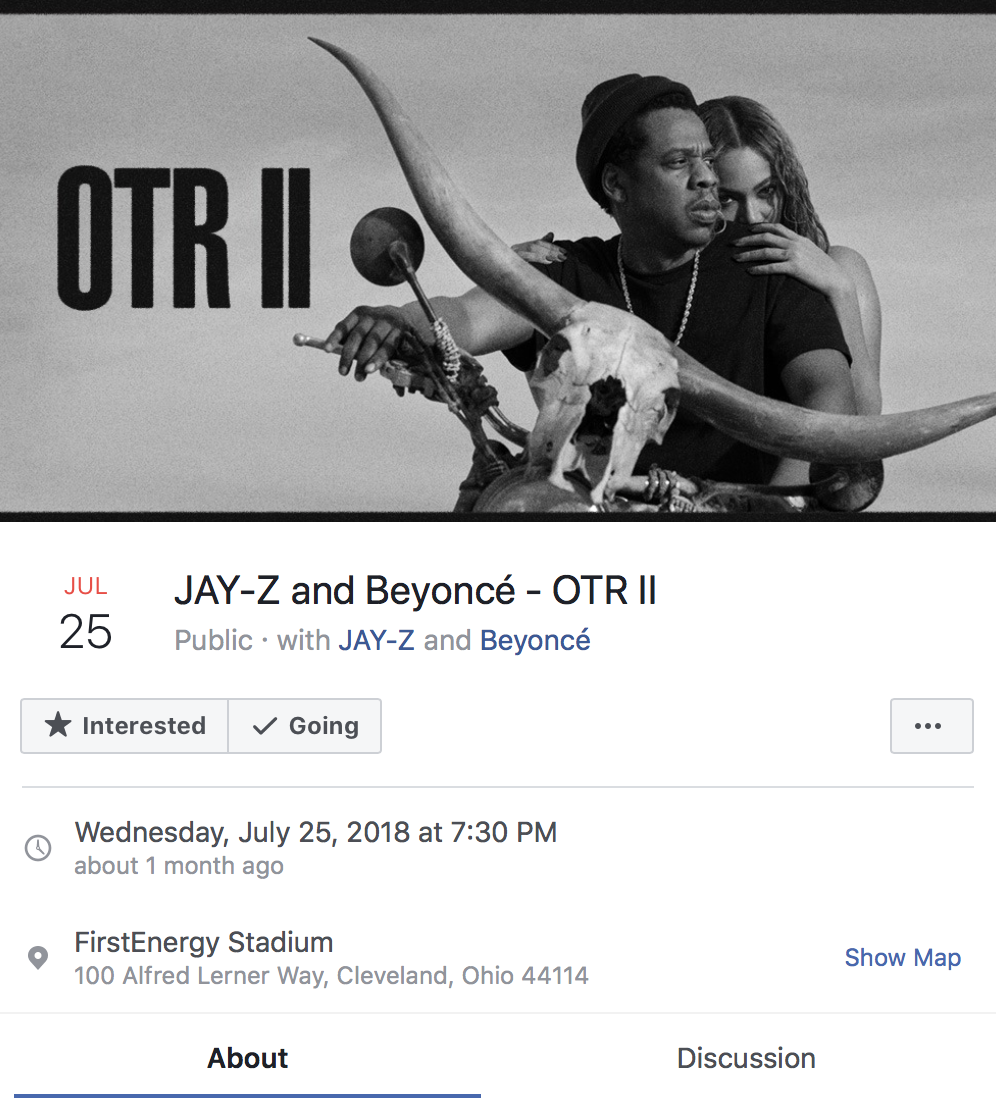 OTR II
JUL
25
JAY-Z and Beyoncé - OTR II
Public · with JAY-Z and Beyoncé
Interested
Going
Wednesday, July 25, 2018 at 7:30 PM
about 1 month ago
FirstEnergy Stadium
100 Alfred Lerner Way, Cleveland, Ohio 44114
Show Map
About
Discussion